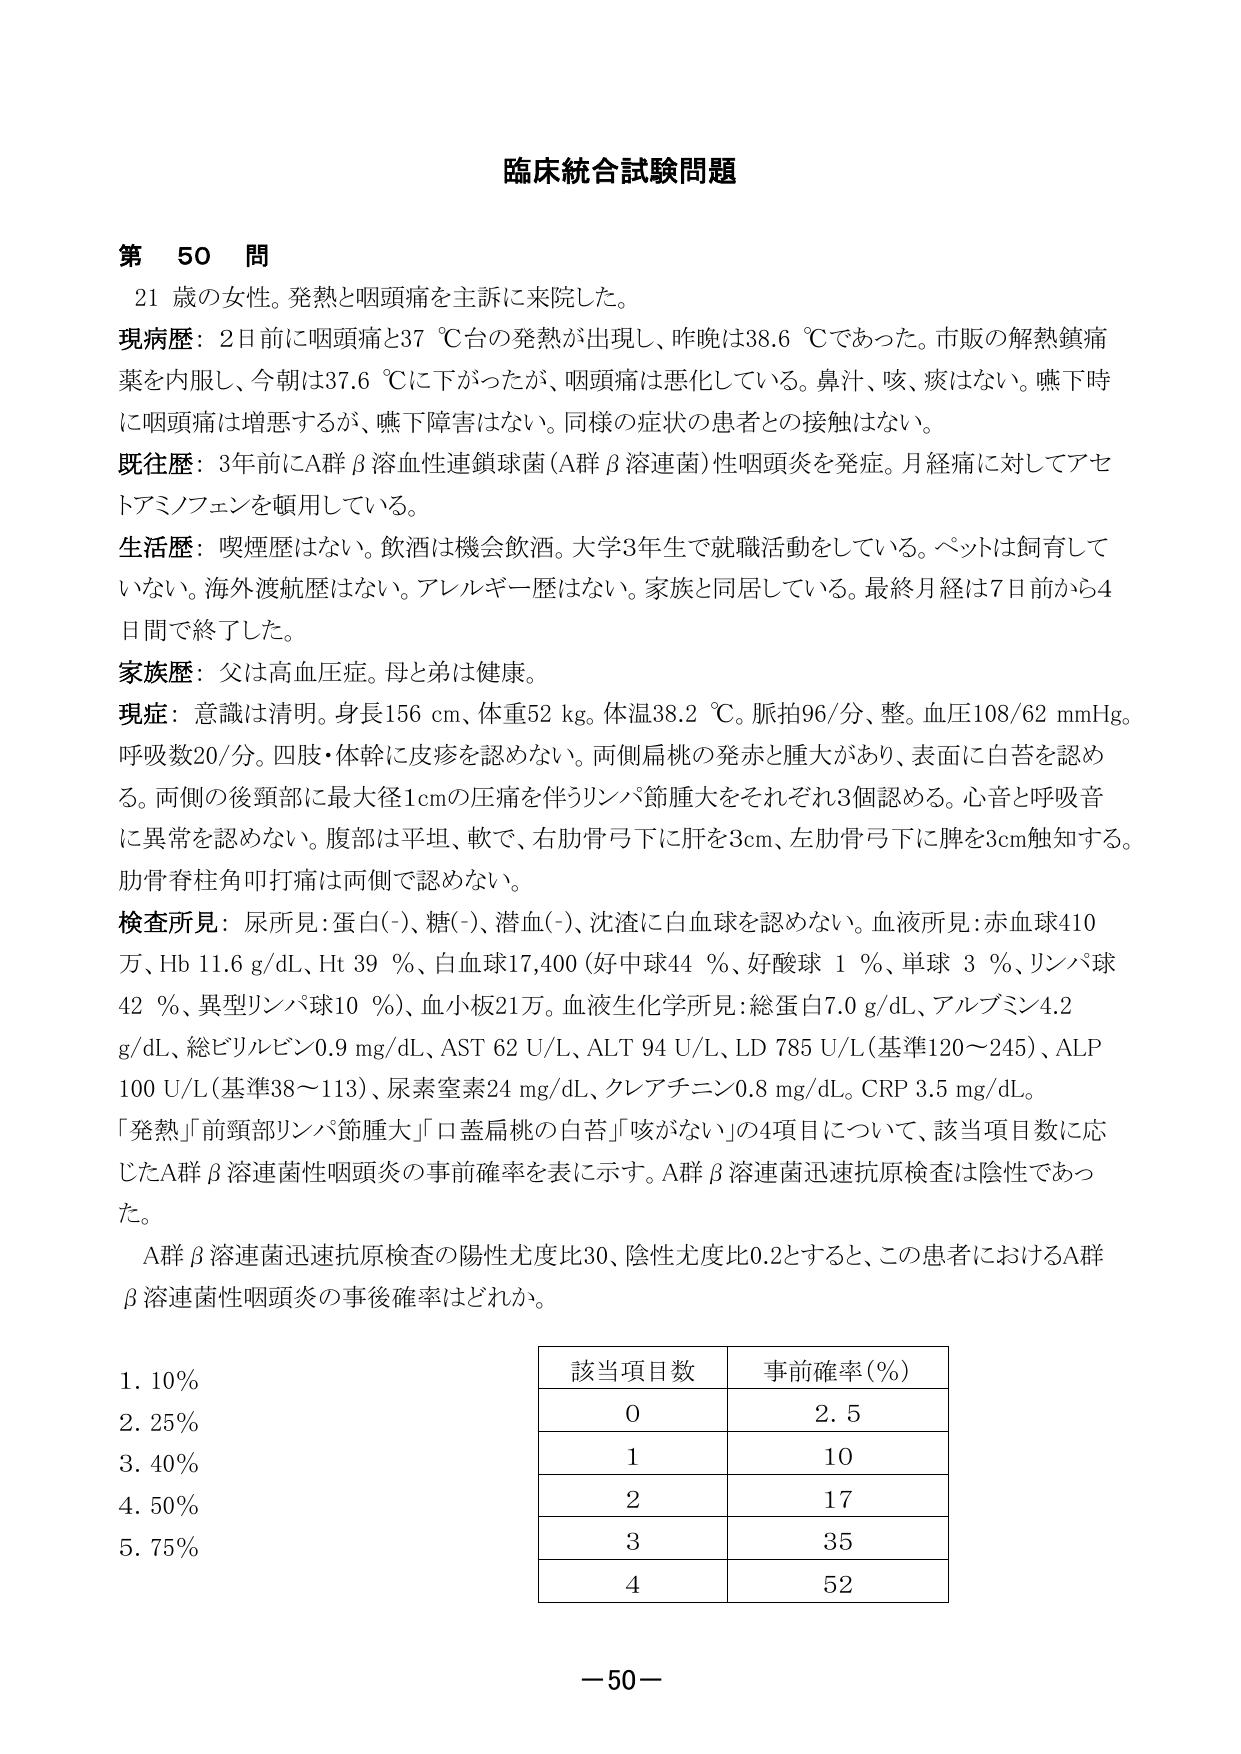 臨床統合試験問題
第 50 問
21 歳の女性。発熱と咽頭痛を主訴に来院した。
現病歴： 2日前に咽頭痛と37 ℃台の発熱が出現し、昨晩は38.6 ℃であった。市販の解熱鎮痛
薬を内服し、今朝は37.6 ℃に下がったが、咽頭痛は悪化している。鼻汁、咳、痰はない。嚥下時
に咽頭痛は増悪するが、嚥下障害はない。同様の症状の患者との接触はない。
既往歴： 3年前にA群β溶血性連鎖球菌(A群β溶連菌)性咽頭炎を発症。月経痛に対してアセ
トアミノフェンを頓用している。
生活歴： 喫煙歴はない。飲酒は機会飲酒。大学3年生で就職活動をしている。ペットは飼育して
いない。海外渡航歴はない。アレルギー歴はない。家族と同居している。最終月経は7日前から4
日間で終了した。
家族歴： 父は高血圧症。母と弟は健康。
現症： 意識は清明。身長156 cm、体重52 kg。体温38.2 ℃。脈拍96/分、整。血圧108/62 mmHg。
呼吸数20/分。四肢・体幹に皮疹を認めない。両側扁桃の発赤と腫大があり、表面に白苔を認め
る。両側の後頸部に最大径1cmの圧痛を伴うリンパ節腫大をそれぞれ3個認める。心音と呼吸音
に異常を認めない。腹部は平坦、軟で、右肋骨弓下に肝を3cm、左肋骨弓下に脾を3cm触知する。
肋骨脊柱角叩打痛は両側で認めない。
検査所見： 尿所見：蛋白(-)、糖(-)、潜血(-)、沈渣に白血球を認めない。血液所見：赤血球410
万、Hb 11.6 g/dL、Ht 39 %、白血球17,400 (好中球44 %、好酸球 1 %、単球 3 %、リンパ球
42 %、異型リンパ球10 %)、血小板21万。血液生化学所見：総蛋白7.0 g/dL、アルブミン4.2
g/dL、総ビリルビン0.9 mg/dL、AST 62 U/L、ALT 94 U/L、LD 785 U/L(基準120～245)、ALP
100 U/L(基準38～113)、尿素窒素24 mg/dL、クレアチニン0.8 mg/dL。CRP 3.5 mg/dL。
「発熱」「前頸部リンパ節腫大」「口蓋扁桃の白苔」「咳がない」の4項目について、該当項目数に応
じたA群β溶連菌性咽頭炎の事前確率を表に示す。A群β溶連菌迅速抗原検査は陰性であっ
た。
A群β溶連菌迅速抗原検査の陽性尤度比30、陰性尤度比0.2とすると、この患者におけるA群
β溶連菌性咽頭炎の事後確率はどれか。
1. 10%
2. 25%
3. 40%
4. 50%
5. 75%
該当項目数 事前確率(%)
0 2.5
1 10
2 17
3 35
4 52
－50－